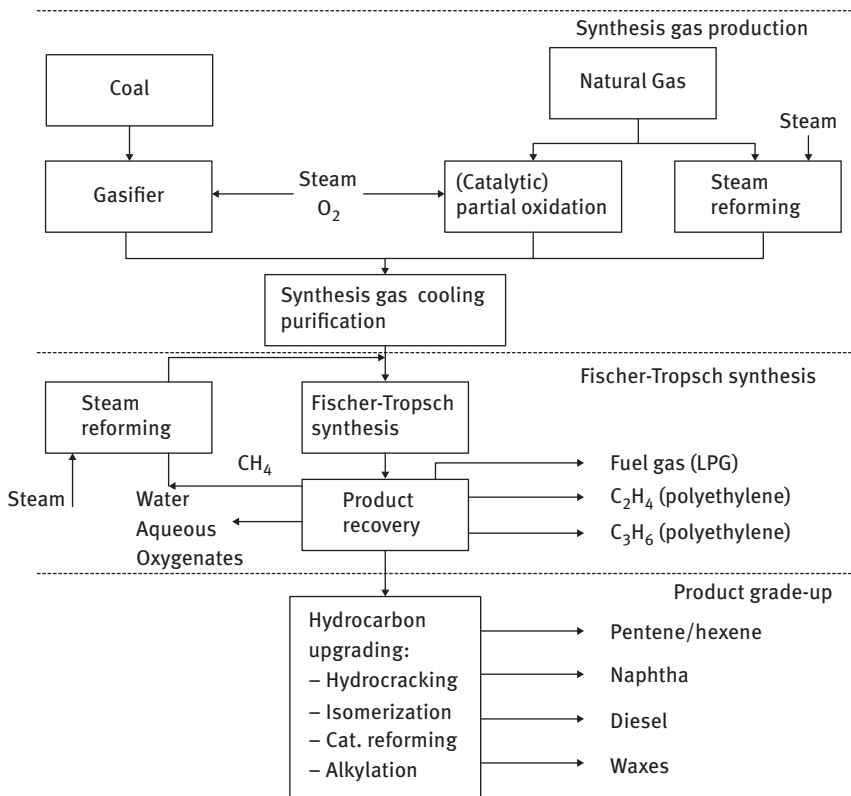 Synthesis gas production
Coal
Natural Gas
Steam
Gasifier
Steam
O2
(Catalytic)
partial oxidation
Steam
reforming
Synthesis gas cooling
purification
Fischer-Tropsch synthesis
Steam
reforming
Fischer-Tropsch
synthesis
CH4
Steam
Water
Aqueous
Oxygenates
Product
recovery
Fuel gas (LPG)
C2H4 (polyethylene)
C3H6 (polyethylene)
Product grade-up
Hydrocarbon
upgrading:
– Hydrocracking
– Isomerization
– Cat. reforming
– Alkylation
Pentene/hexene
Naphtha
Diesel
Waxes